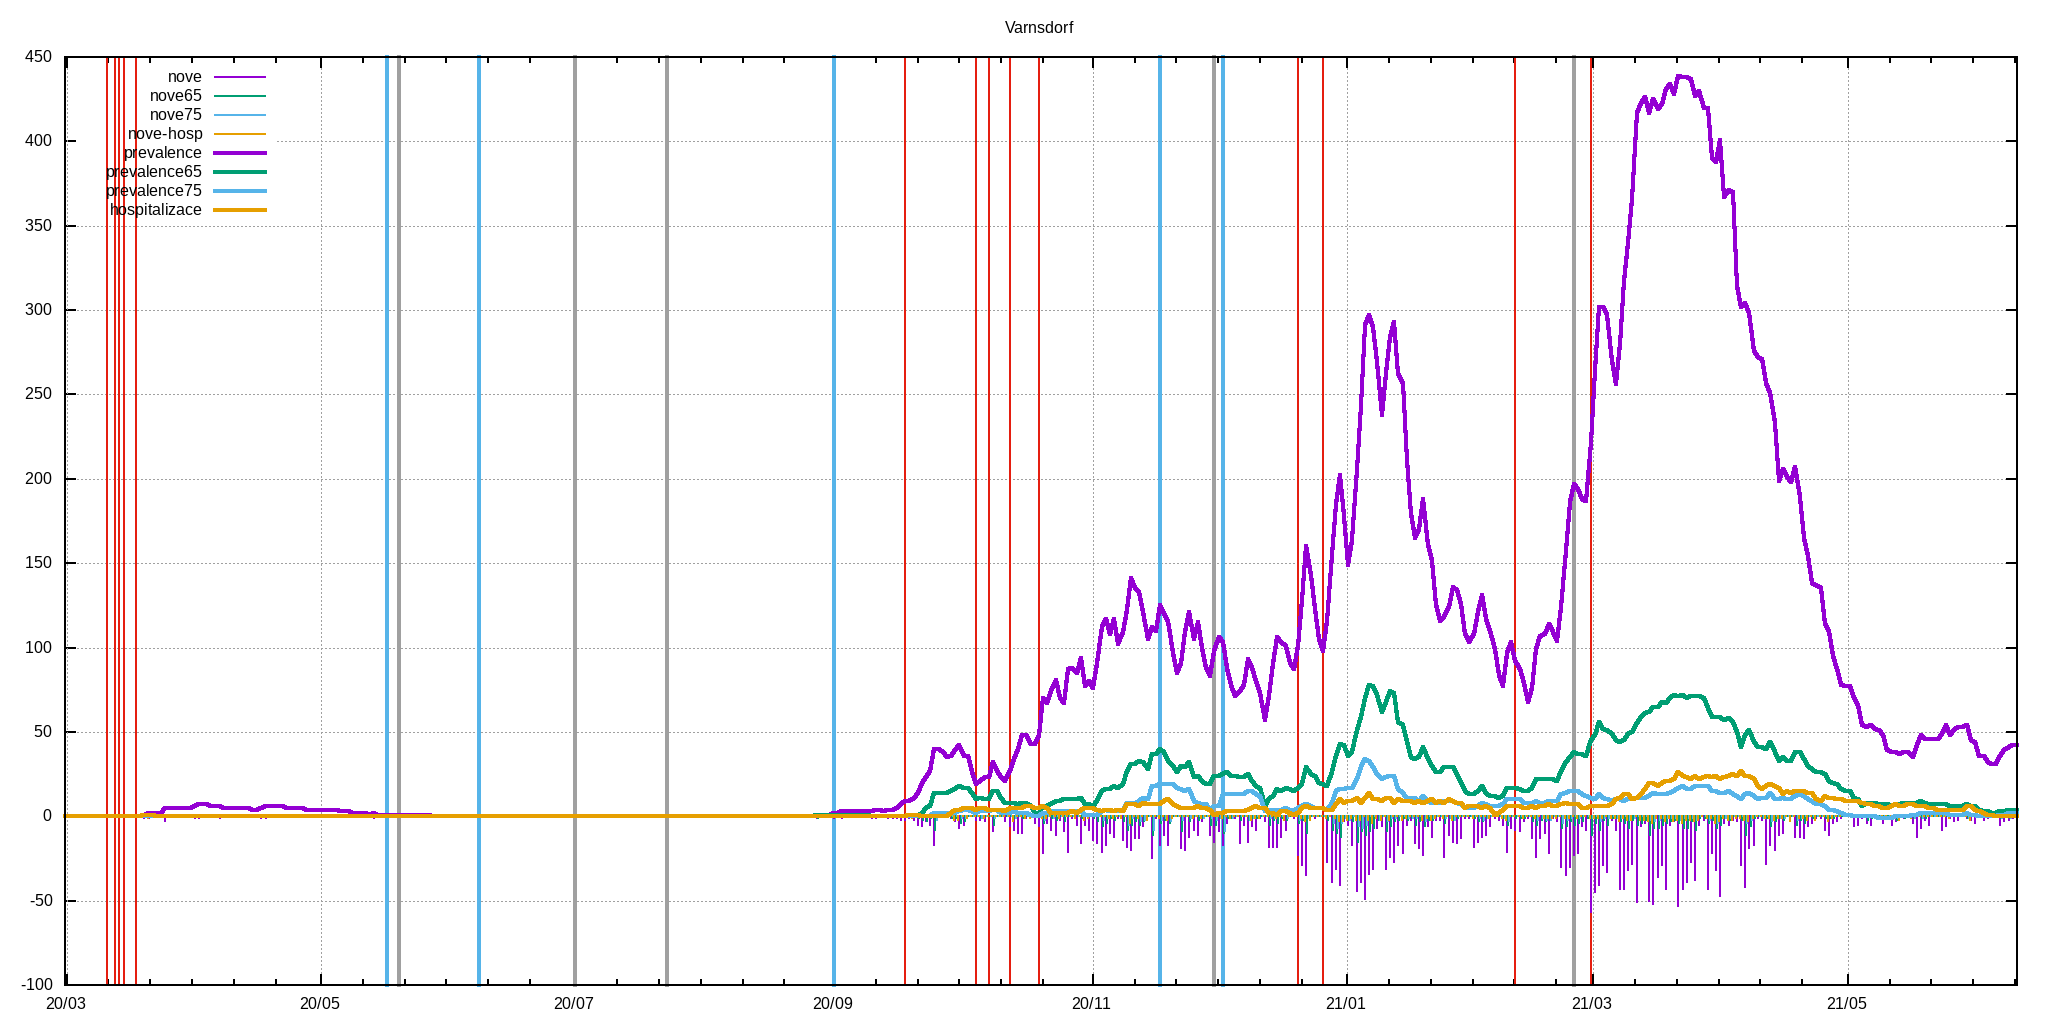 Varnsdorf
450
400
350
300
250
200
150
100
50
0
-50
-100
nove
nove65
nove75
nove-hosp
prevalence
prevalence65
prevalence75
hospitalizace
20/03 20/05 20/07 20/09 20/11 21/01 21/03 21/05